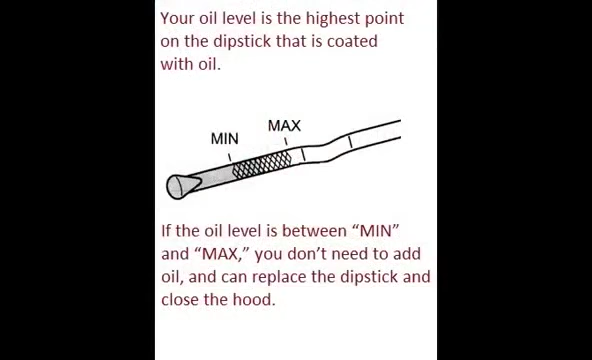 Your oil level is the highest point
on the dipstick that is coated
with oil.
MAX
MIN
If the oil level is between “MIN”
and “MAX,” you don’t need to add
oil, and can replace the dipstick and
close the hood.